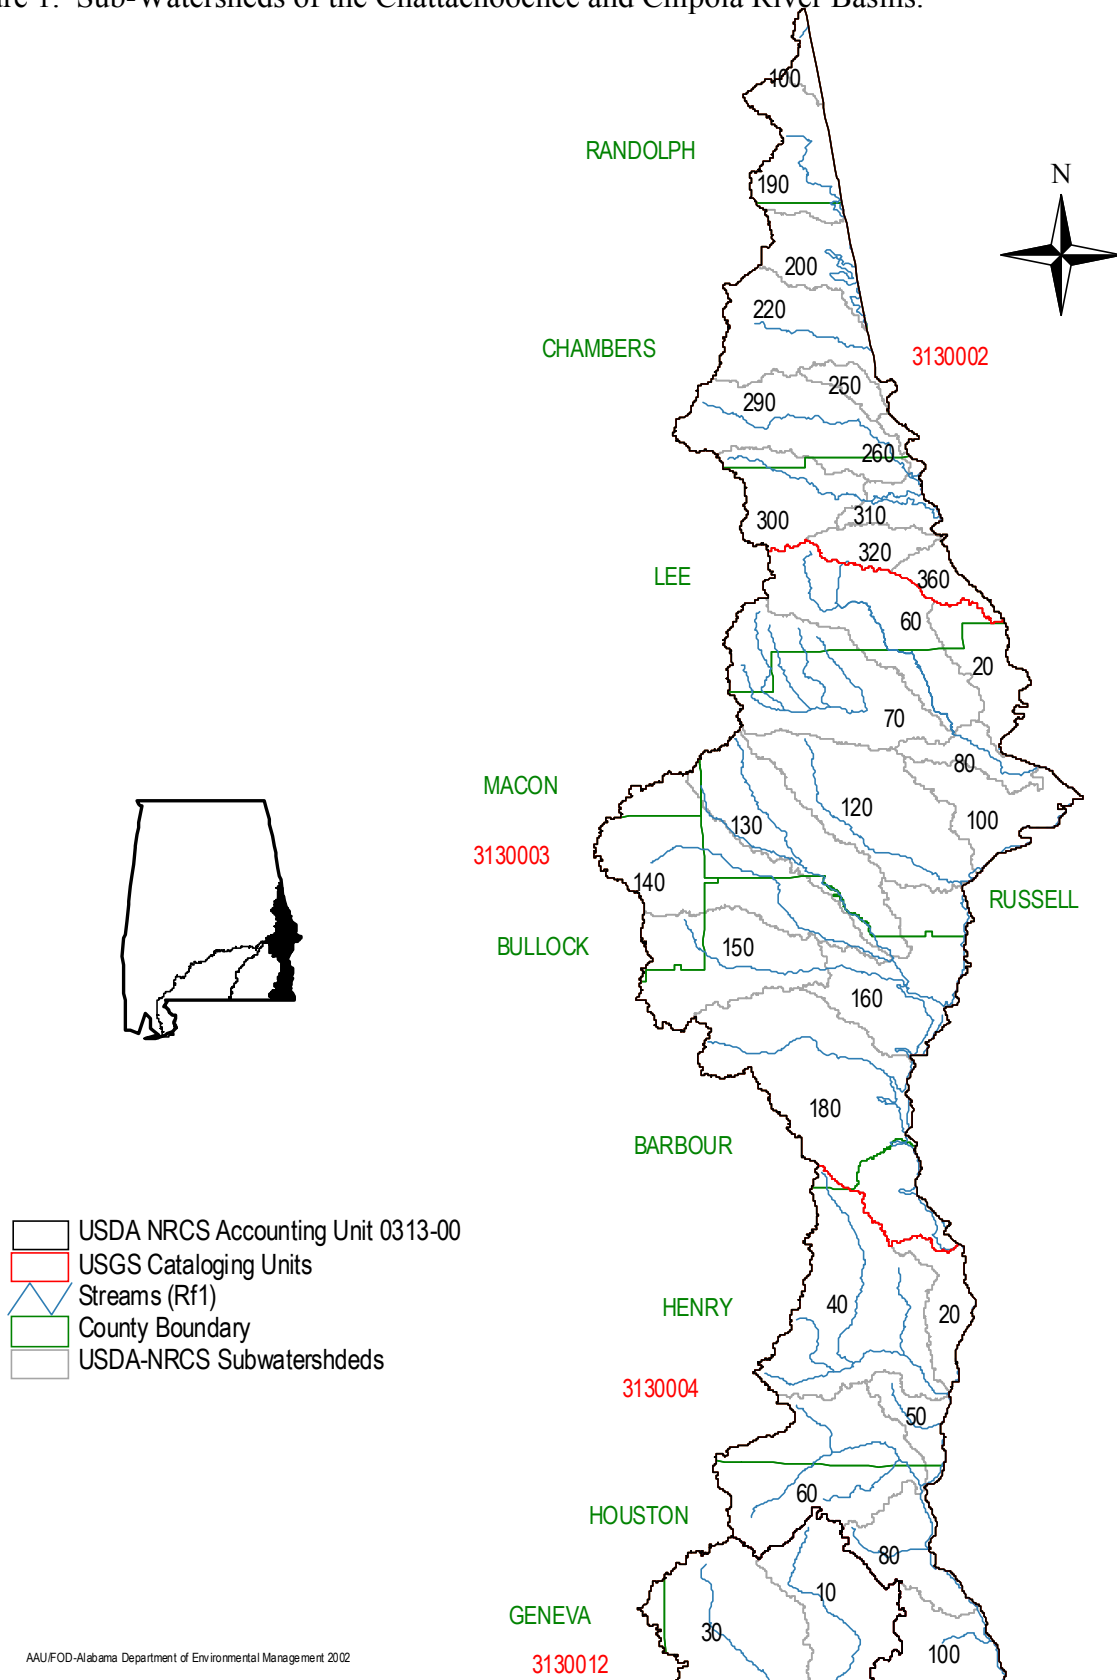 re 1. Sub-Watersheds of the Chattachoochee and Chipola River Basins.
100
RANDOLPH
N
190
200
220
CHAMBERS
3130002
250
290
260
300
310
320
LEE
360
60
20
70
80
MACON
120
100
130
3130003
140
RUSSELL
BULLOCK
150
160
180
BARBOUR
USDA NRCS Accounting Unit 0313-00
USGS Cataloging Units
Streams (Rf1)
County Boundary
USDA-NRCS Subwatershdeds
HENRY
40
20
3130004
50
60
HOUSTON
80
10
GENEVA
30
100
AAU/FOD-Alabama Department of Environmental Management 2002
3130012